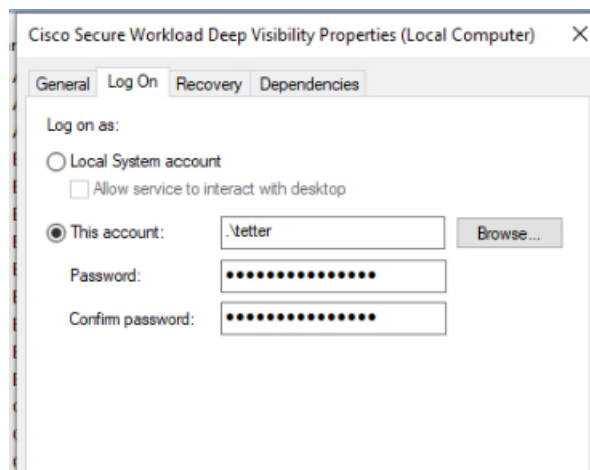 Cisco Secure Workload Deep Visibility Properties (Local Computer)
General Log On Recovery Dependencies
Log on as:
Local System account
Allow service to interact with desktop
This account: .\tetter Browse...
Password: •••••••••••••••
Confirm password: •••••••••••••••